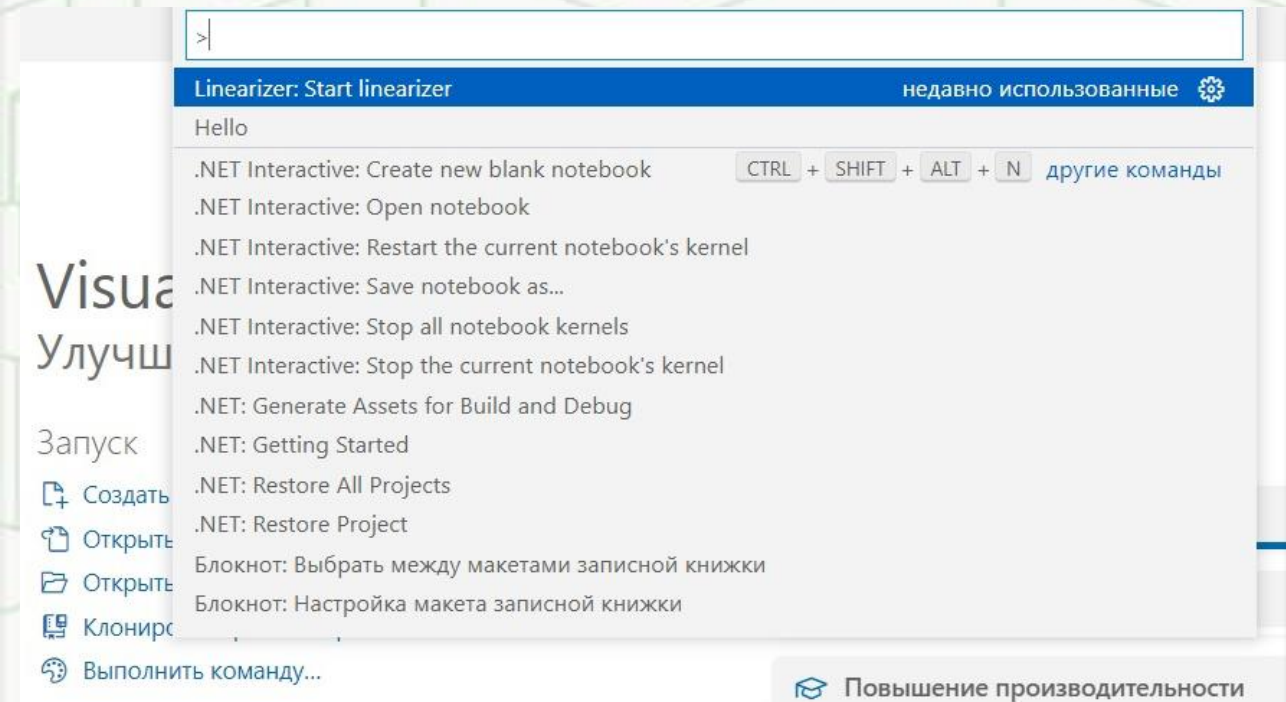 >
Linearizer: Start linearizer недавно использованные
Hello
.NET Interactive: Create new blank notebook CTRL + SHIFT + ALT + N другие команды
.NET Interactive: Open notebook
.NET Interactive: Restart the current notebook's kernel
.NET Interactive: Save notebook as...
.NET Interactive: Stop all notebook kernels
.NET Interactive: Stop the current notebook's kernel
.NET: Generate Assets for Build and Debug
.NET: Getting Started
.NET: Restore All Projects
.NET: Restore Project
Блокнот: Выбрать между макетами записной книжки
Блокнот: Настройка макета записной книжки
Visua
Улучш
Запуск
Создать
Открыть
Открыть
Клониро
Выполнить команду...
Повышение производительности